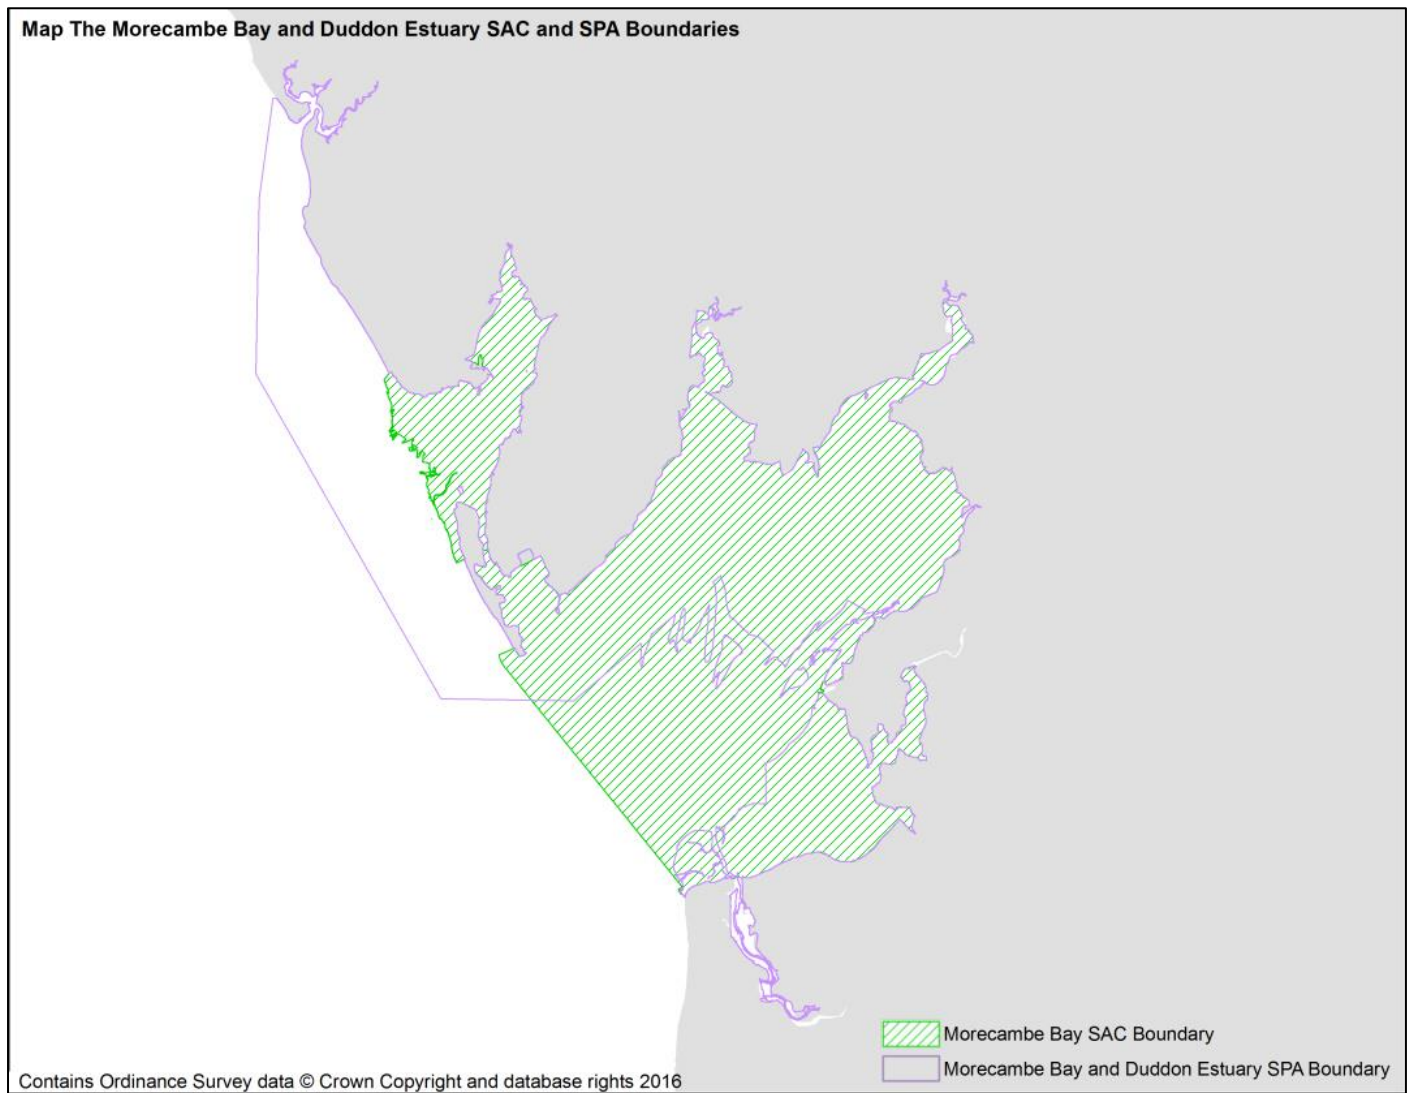 Map The Morecambe Bay and Duddon Estuary SAC and SPA Boundaries
Morecambe Bay SAC Boundary
Morecambe Bay and Duddon Estuary SPA Boundary
Contains Ordinance Survey data © Crown Copyright and database rights 2016